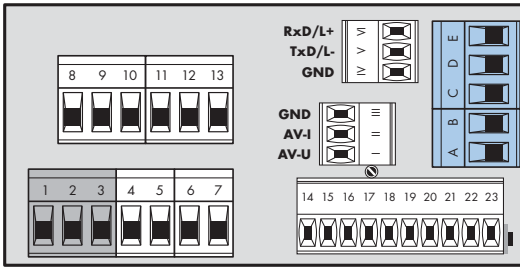 8 9 10 11 12 13
1 2 3 4 5 6 7
RxD/L+ VI
TxD/L- V
GND IV
GND III
AV-I II
AV-U I
14 15 16 17 18 19 20 21 22 23
E
D
C
B
A